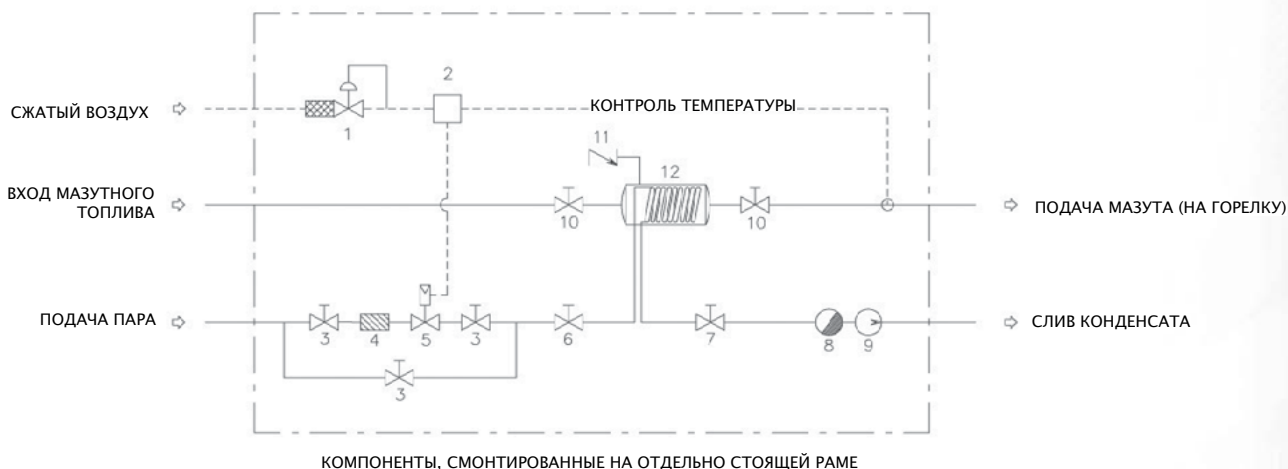 2
СЖАТЫЙ ВОЗДУХ
КОНТРОЛЬ ТЕМПЕРАТУРЫ
1
11
12
ВХОД МАЗУТНОГО
ТОПЛИВА
10
10
ПОДАЧА МАЗУТА (НА ГОРЕЛКУ)
ПОДАЧА ПАРА
3
4
5
3
6
7
8
9
СЛИВ КОНДЕНСАТА
3
КОМПОНЕНТЫ, СМОНТИРОВАННЫЕ НА ОТДЕЛЬНО СТОЯЩЕЙ РАМЕ